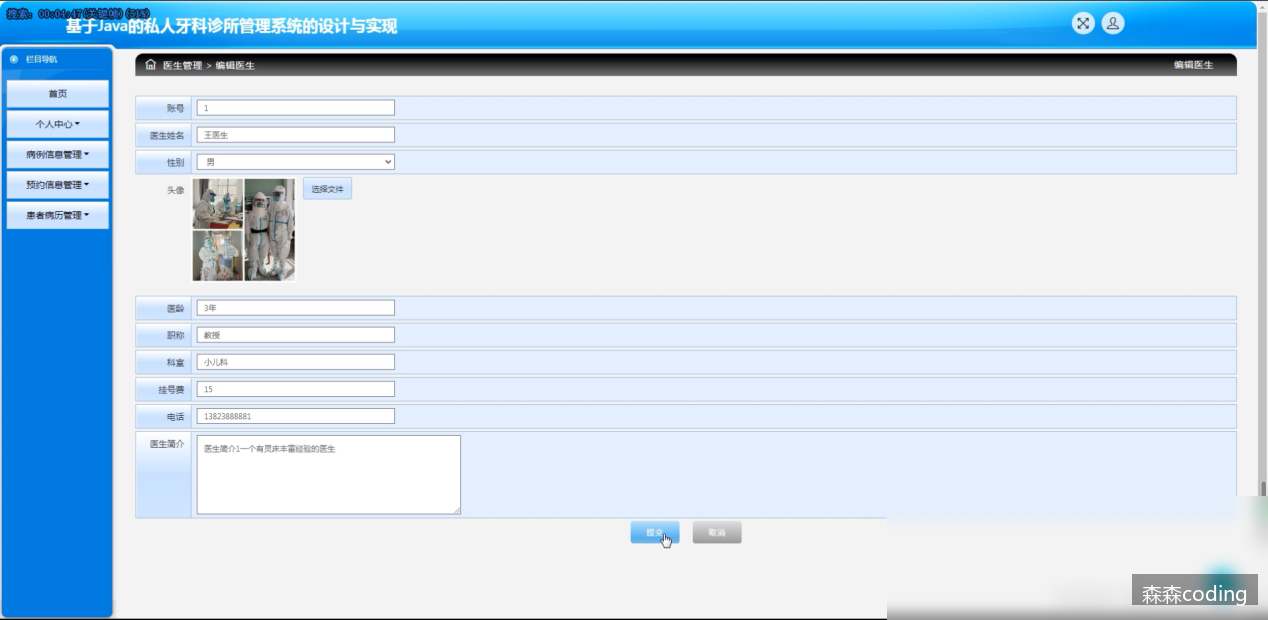 搜索: 00:04:47(关键帧)(515)
基于Java的私人牙科诊所管理系统的设计与实现
栏目导航
医生管理 > 编辑医生
编辑医生
首页
个人中心
病例信息管理
预约信息管理
患者病历管理
账号 1
医生姓名 王医生
性别 男
头像 选择文件
医龄 3年
职称 教授
科室 小儿科
挂号费 15
电话 13823888881
医生简介 医生简介1一个有灵床丰富经验的医生
提交 取消
森森coding